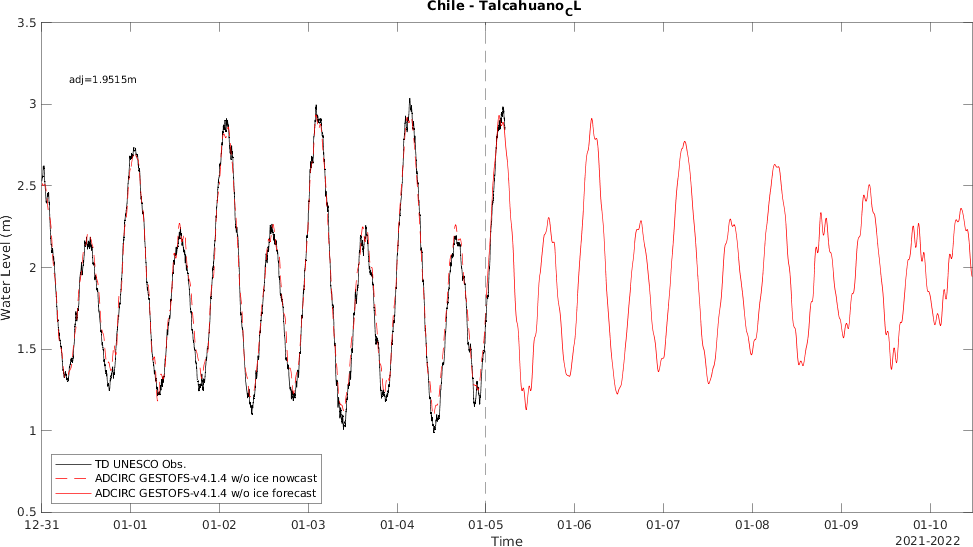 Chile - Talcahuano_CL
3.5
adj=1.9515m
3
2.5
2
1.5
1
0.5
Water Level (m)
TD UNESCO Obs.
ADCIRC GESTOFS-v4.1.4 w/o ice nowcast
ADCIRC GESTOFS-v4.1.4 w/o ice forecast
12-31 01-01 01-02 01-03 01-04 01-05 01-06 01-07 01-08 01-09 01-10
Time
2021-2022